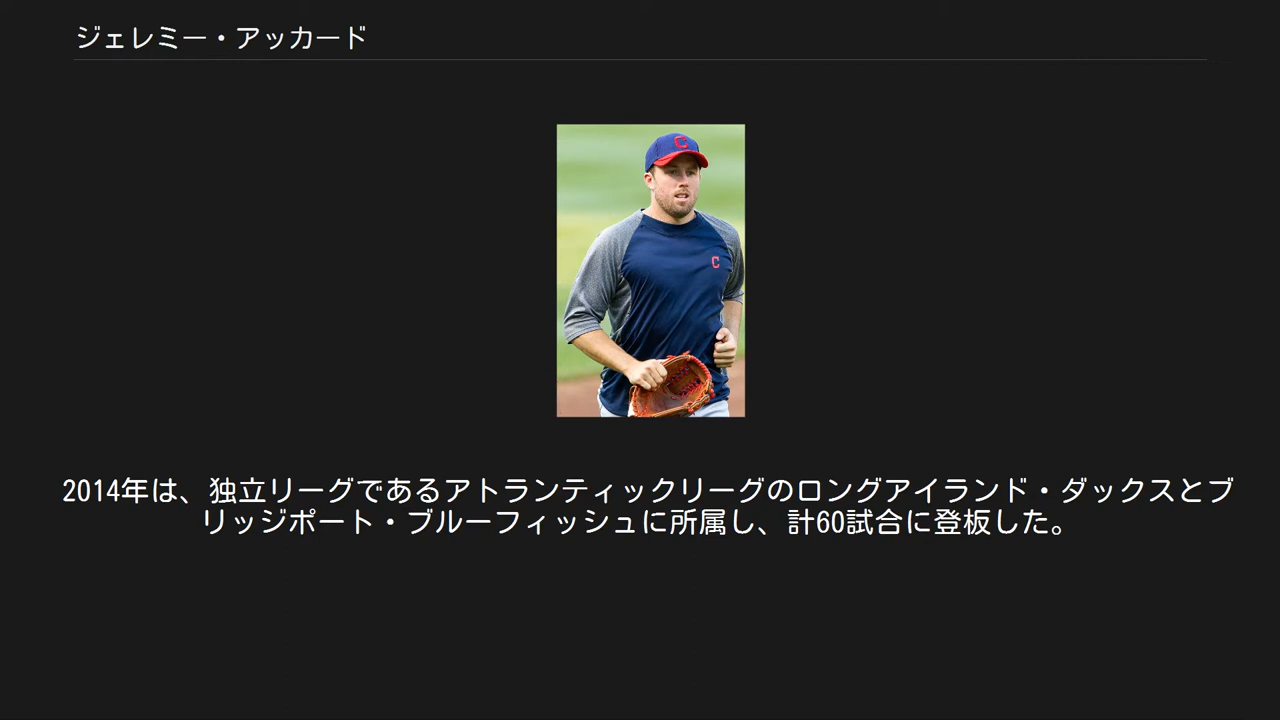 ジェレミー・アッカード
C
C
2014年は、独立リーグであるアトランティックリーグのロングアイランド・ダックスとブ
リッジポート・ブルーフィッシュに所属し、計60試合に登板した。